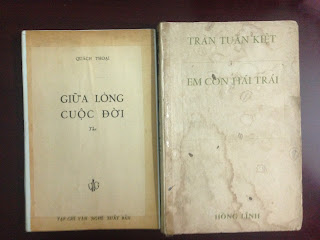 QUÁCH THOẠI
GIỮA LÒNG
CUỘC ĐỜI
Thơ
TẠP CHÍ VĂN NGHỆ XUẤT BẢN
TRẦN TUẤN KIỆT
EM CÒN HÁI TRÁI
HỒNG LĨNH